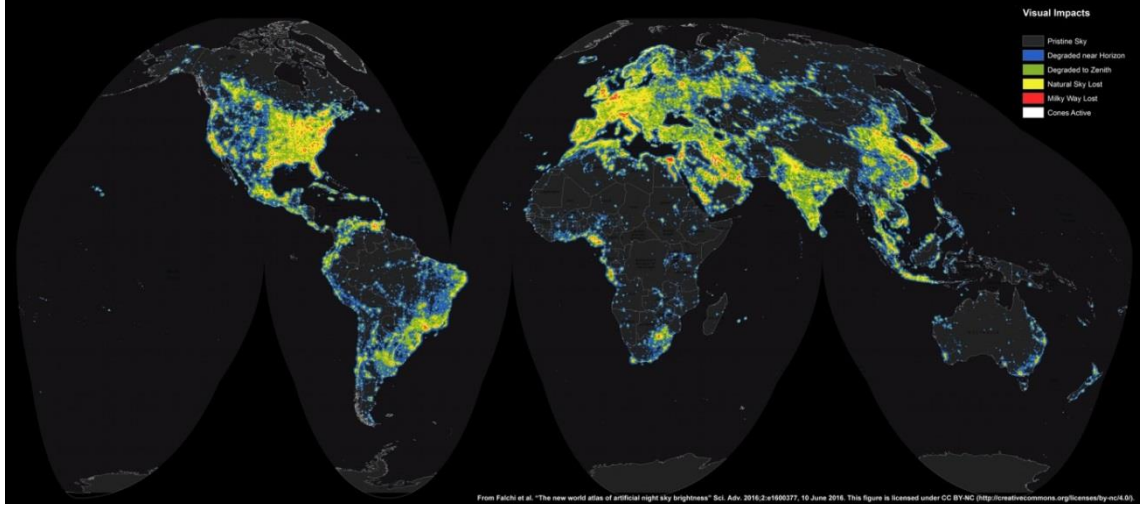 Visual Impacts
Pristine Sky
Degraded near Horizon
Degraded to Zenith
Natural Sky Lost
Milky Way Lost
Cones Active
From Falchi et al. "The new world atlas of artificial night sky brightness" Sci. Adv. 2016;2:e1600377, 10 June 2016. This figure is licensed under CC BY-NC (http://creativecommons.org/licenses/by-nc/4.0/).